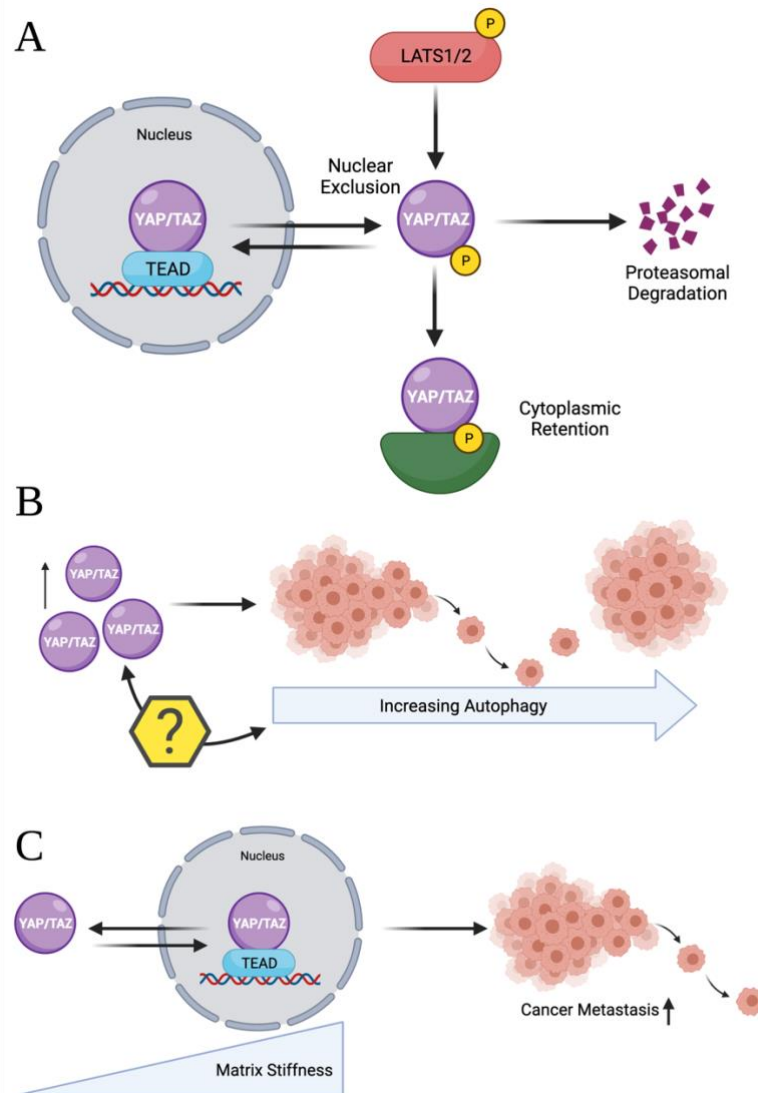 A
P
LATS1/2
Nucleus
Nuclear
Exclusion
YAP/TAZ
YAP/TAZ
TEAD
P
Proteasomal
Degradation
YAP/TAZ
P
Cytoplasmic
Retention
B
YAP/TAZ
YAP/TAZ
YAP/TAZ
?
Increasing Autophagy
C
Nucleus
YAP/TAZ
YAP/TAZ
TEAD
Cancer Metastasis
Matrix Stiffness